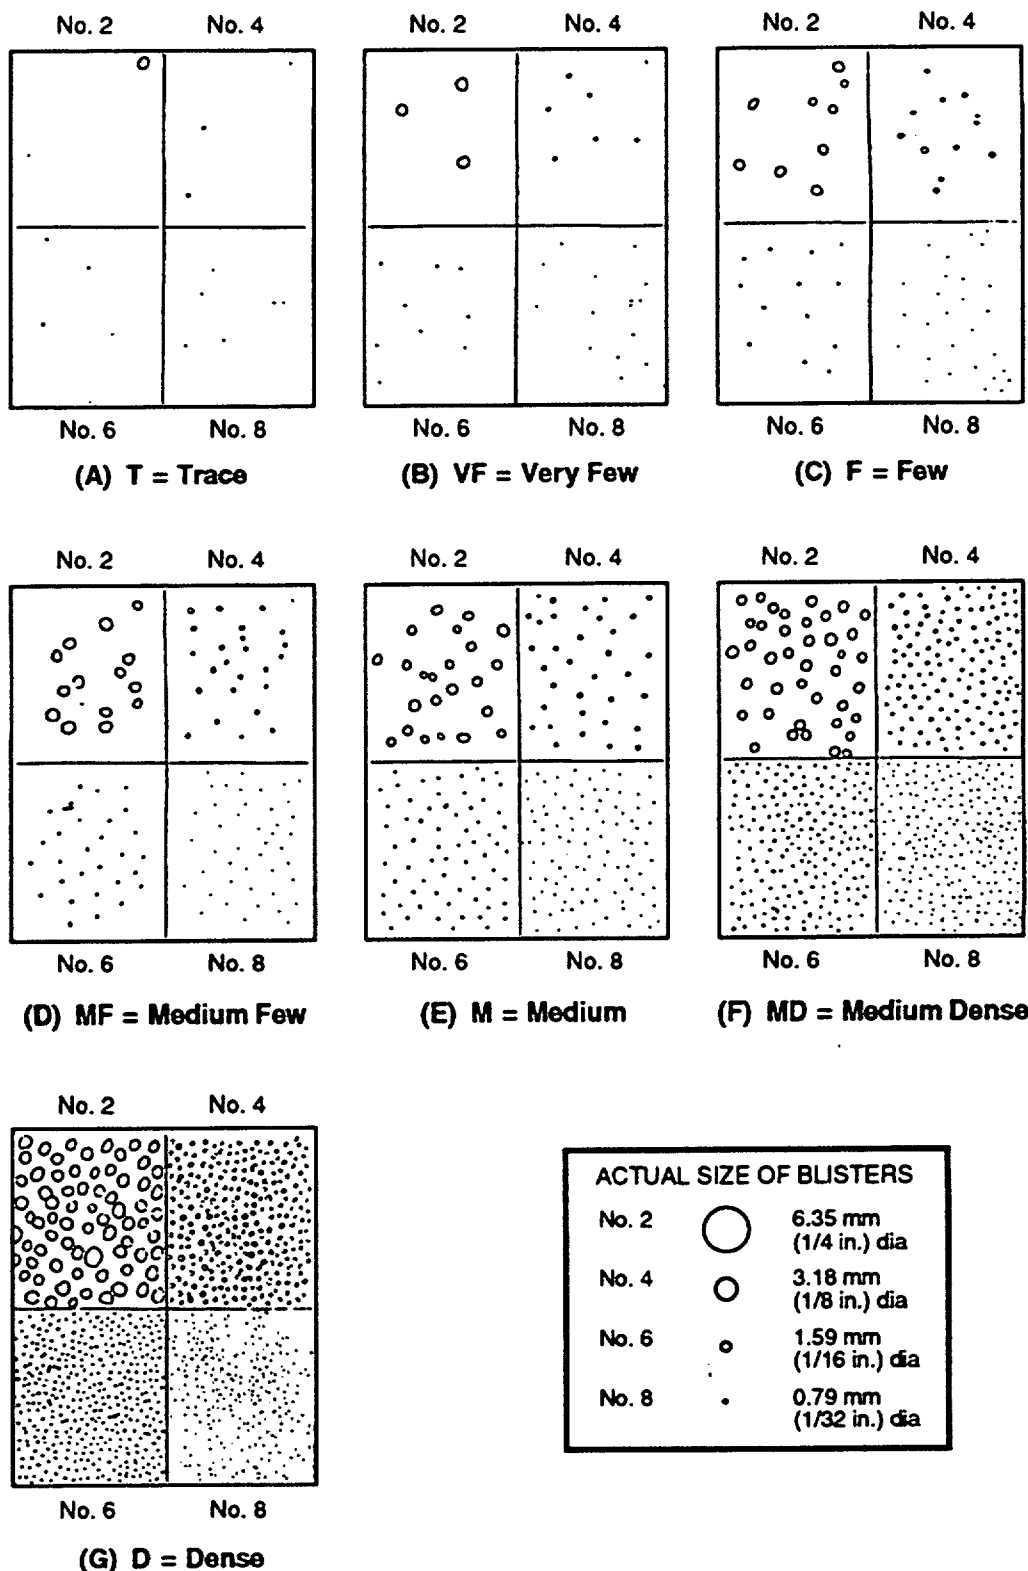 No. 2 No. 4 No. 2 No. 4 No. 2 No. 4
No. 6 No. 8 No. 6 No. 8 No. 6 No. 8
(A) T = Trace (B) VF = Very Few (C) F = Few
No. 2 No. 4 No. 2 No. 4 No. 2 No. 4
No. 6 No. 8 No. 6 No. 8 No. 6 No. 8
(D) MF = Medium Few (E) M = Medium (F) MD = Medium Dense
No. 2 No. 4
No. 6 No. 8
(G) D = Dense
ACTUAL SIZE OF BLISTERS
No. 2 6.35 mm
(1/4 in.) dia
No. 4 3.18 mm
(1/8 in.) dia
No. 6 1.59 mm
(1/16 in.) dia
No. 8 0.79 mm
(1/32 in.) dia